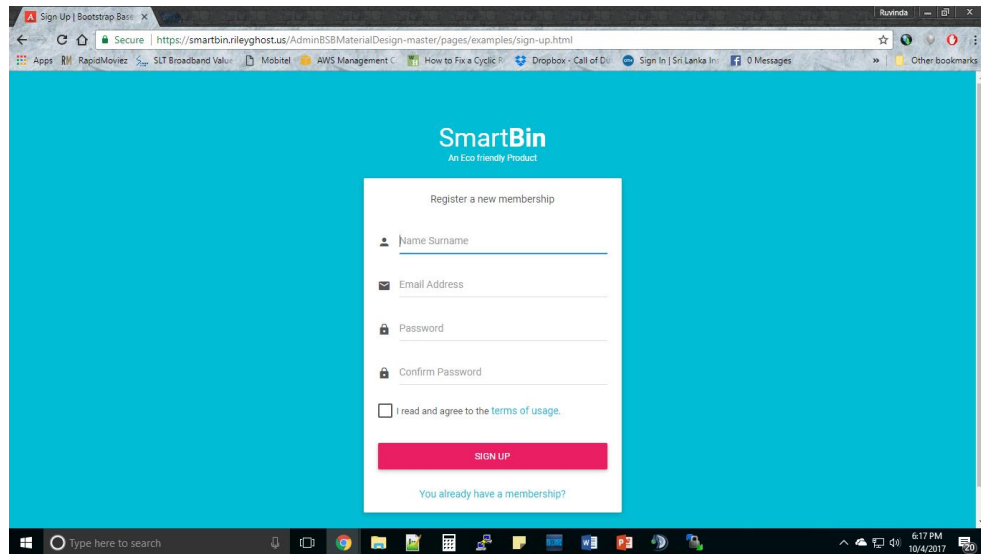 Sign Up | Bootstrap Base
Ruvinda
Secure | https://smartbin.rileyghost.us/AdminBSBMaterialDesign-master/pages/examples/sign-up.html
Apps RapidMoviez SLT Broadband Value Mobitel AWS Management C How to Fix a Cyclic R Dropbox - Call of Du Sign In | Sri Lanka In 0 Messages » Other bookmarks
SmartBin
An Eco friendly Product
Register a new membership
Name Surname
Email Address
Password
Confirm Password
I read and agree to the terms of usage.
SIGN UP
You already have a membership?
Type here to search
6:17 PM
10/4/2017
20